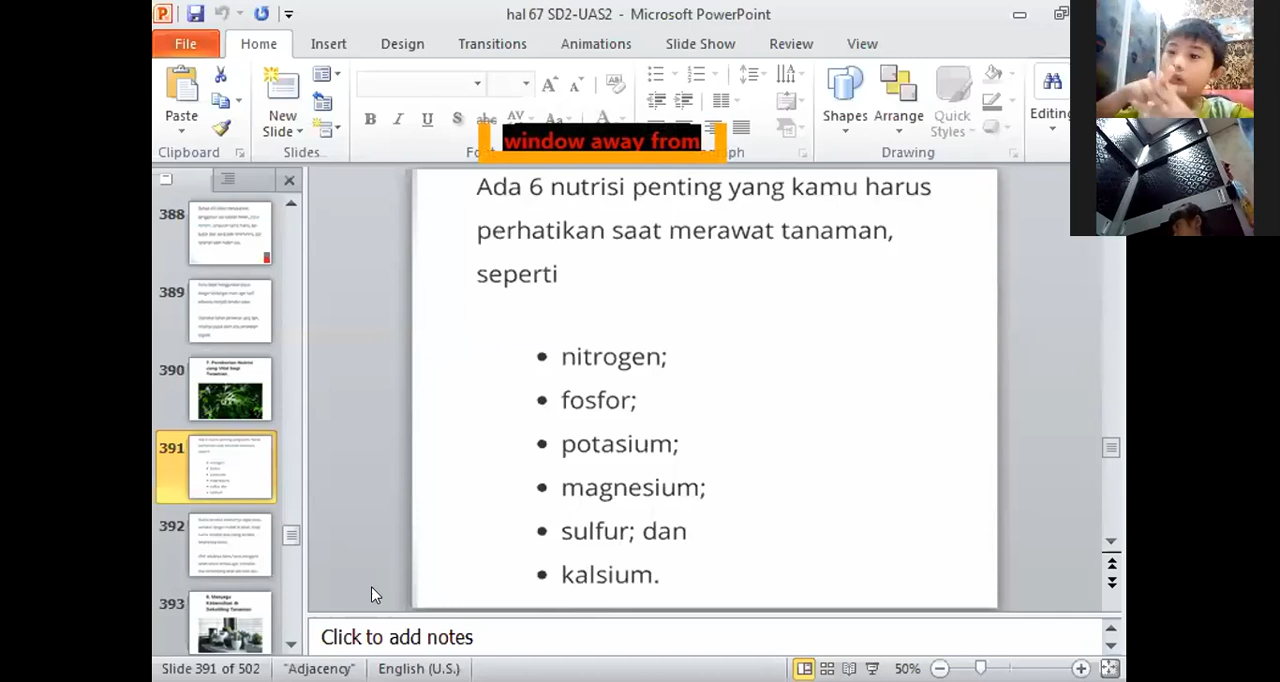 hal 67 SD2-UAS2 - Microsoft PowerPoint
File Home Insert Design Transitions Animations Slide Show Review View
Paste
New
Slide
Shapes Arrange Quick
Styles
Editing
Clipboard Slides Drawing
window away from
388
389
390
391
392
393
Ada 6 nutrisi penting yang kamu harus
perhatikan saat merawat tanaman,
seperti
• nitrogen;
• fosfor;
• potasium;
• magnesium;
• sulfur; dan
• kalsium.
Click to add notes
Slide 391 of 502 "Adjacency" English (U.S.) 50%